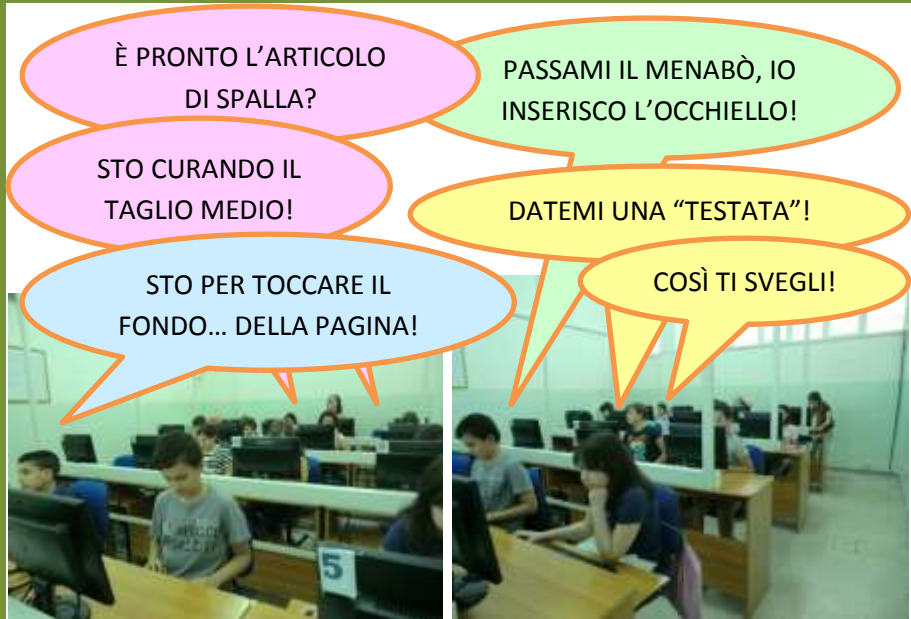 È PRONTO L'ARTICOLO
DI SPALLA?
PASSAMI IL MENABÒ, IO
INSERISCO L'OCCHIELLO!
STO CURANDO IL
TAGLIO MEDIO!
DATEMI UNA “TESTATA”!
STO PER TOCCARE IL
FONDO... DELLA PAGINA!
COSÌ TI SVEGLI!
5